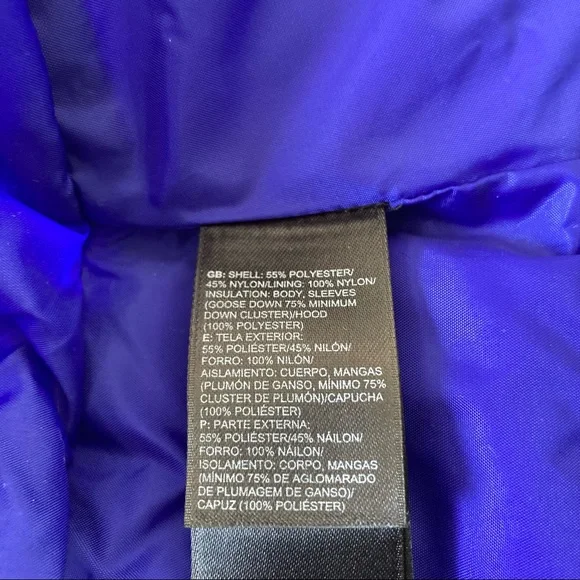 GB: SHELL: 55% POLYESTER/
45% NYLON/LINING: 100% NYLON/
INSULATION: BODY, SLEEVES
(GOOSE DOWN 75% MINIMUM
DOWN CLUSTER)/HOOD
(100% POLYESTER)
E: TELA EXTERIOR:
55% POLIÉSTER/45% NILÓN/
FORRO: 100% NILÓN/
AISLAMIENTO: CUERPO, MANGAS
(PLUMÓN DE GANSO, MÍNIMO 75%
CLUSTER DE PLUMÓN)/CAPUCHA
(100% POLIÉSTER)
P: PARTE EXTERNA:
55% POLIÉSTER/45% NÁILON/
FORRO: 100% NÁILON/
ISOLAMENTO: CORPO, MANGAS
(MÍNIMO 75% DE AGLOMARADO
DE PLUMAGEM DE GANSO)/
CAPUZ (100% POLIÉSTER)